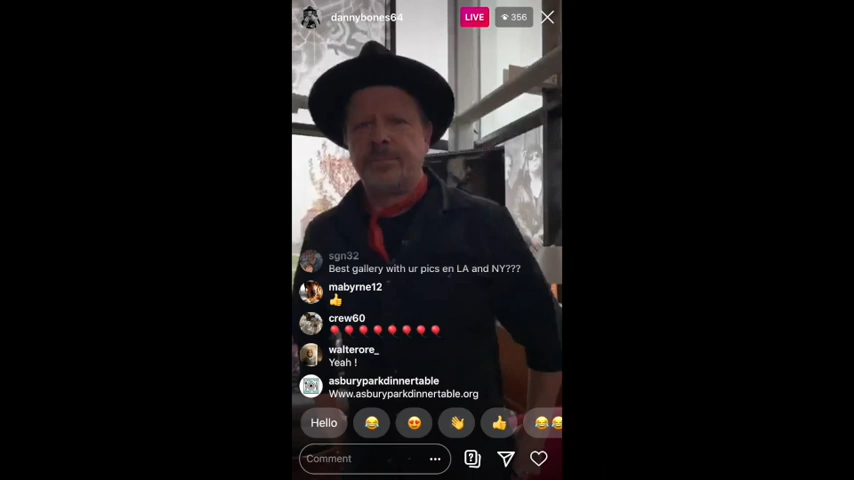 dannybones64
LIVE
356
sgn32
Best gallery with ur pics en LA and NY???
mabyrne12
👍
crew60
🎈🎈🎈🎈🎈🎈🎈🎈
walterore_
Yeah !
asburyparkdinnertable
Www.asburyparkdinnertable.org
Hello 😂 😍 👋 👍 😂😂
Comment